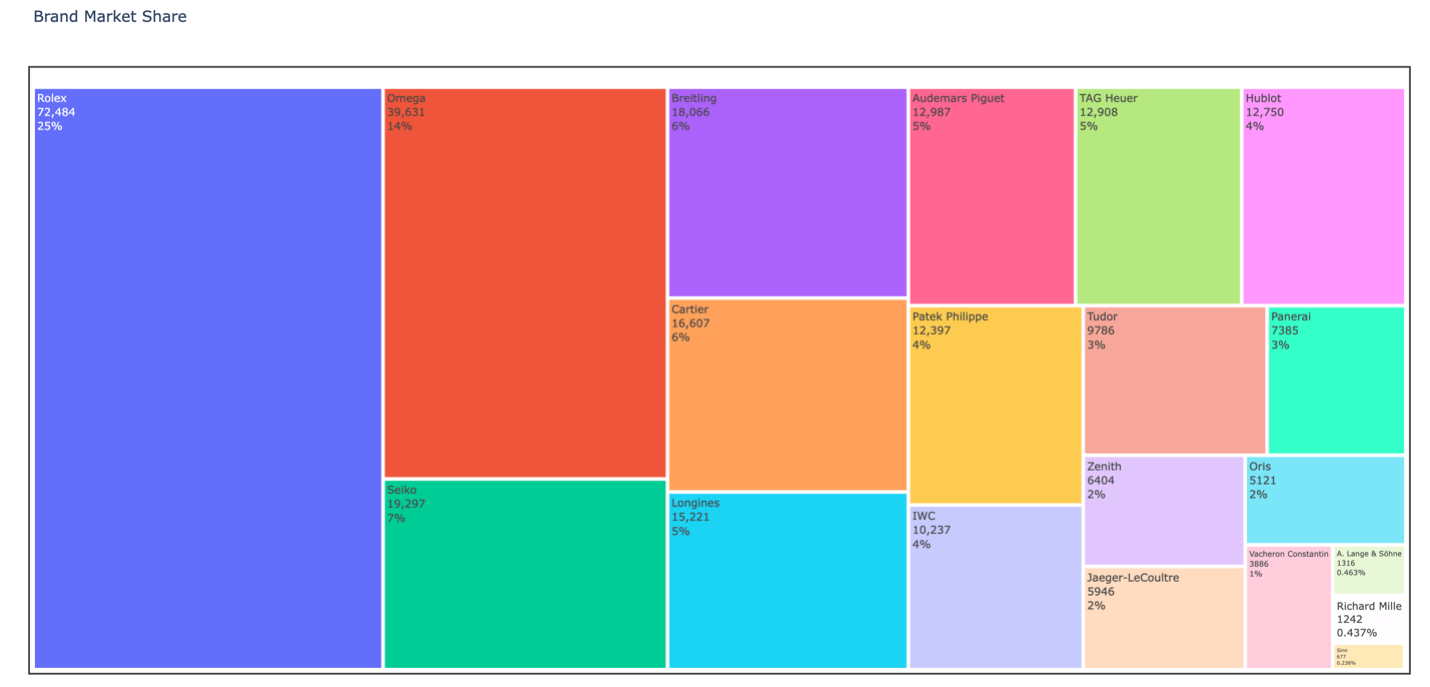 Brand Market Share
Rolex
72,484
25%
Omega
39,631
14%
Seiko
19,297
7%
Breitling
18,066
6%
Cartier
16,607
6%
Longines
15,221
5%
Audemars Piguet
12,987
5%
TAG Heuer
12,908
5%
Hublot
12,750
4%
Patek Philippe
12,397
4%
IWC
10,237
4%
Tudor
9786
3%
Panerai
7385
3%
Zenith
6404
2%
Jaeger-LeCoultre
5946
2%
Oris
5121
2%
Vacheron Constantin
3886
1%
A. Lange & Söhne
1316
0.463%
Richard Mille
1242
0.437%
Sinn
677
0.238%